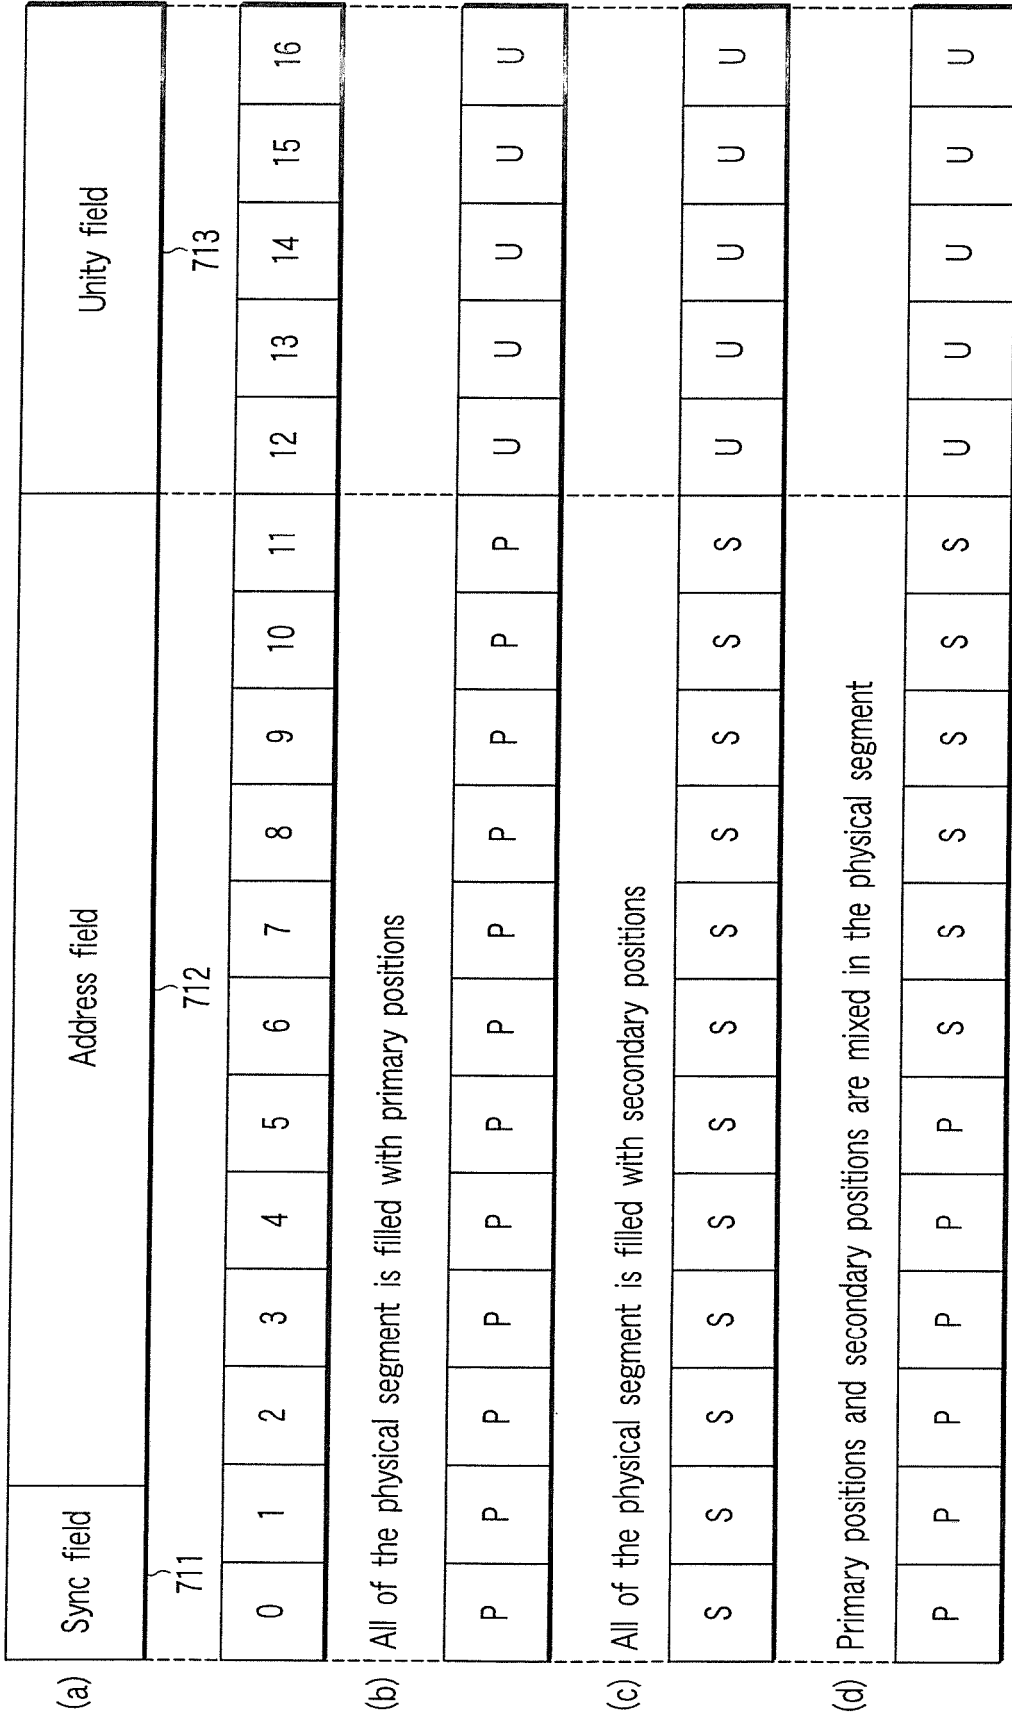 (a)
Sync field Address field Unity field
711 712 713
0 1 2 3 4 5 6 7 8 9 10 11 12 13 14 15 16
(b) All of the physical segment is filled with primary positions
P P P P P P P P P P P P U U U U U
(c) All of the physical segment is filled with secondary positions
S S S S S S S S S S S S U U U U U
(d) Primary positions and secondary positions are mixed in the physical segment
P P P P P P S S S S S S U U U U U